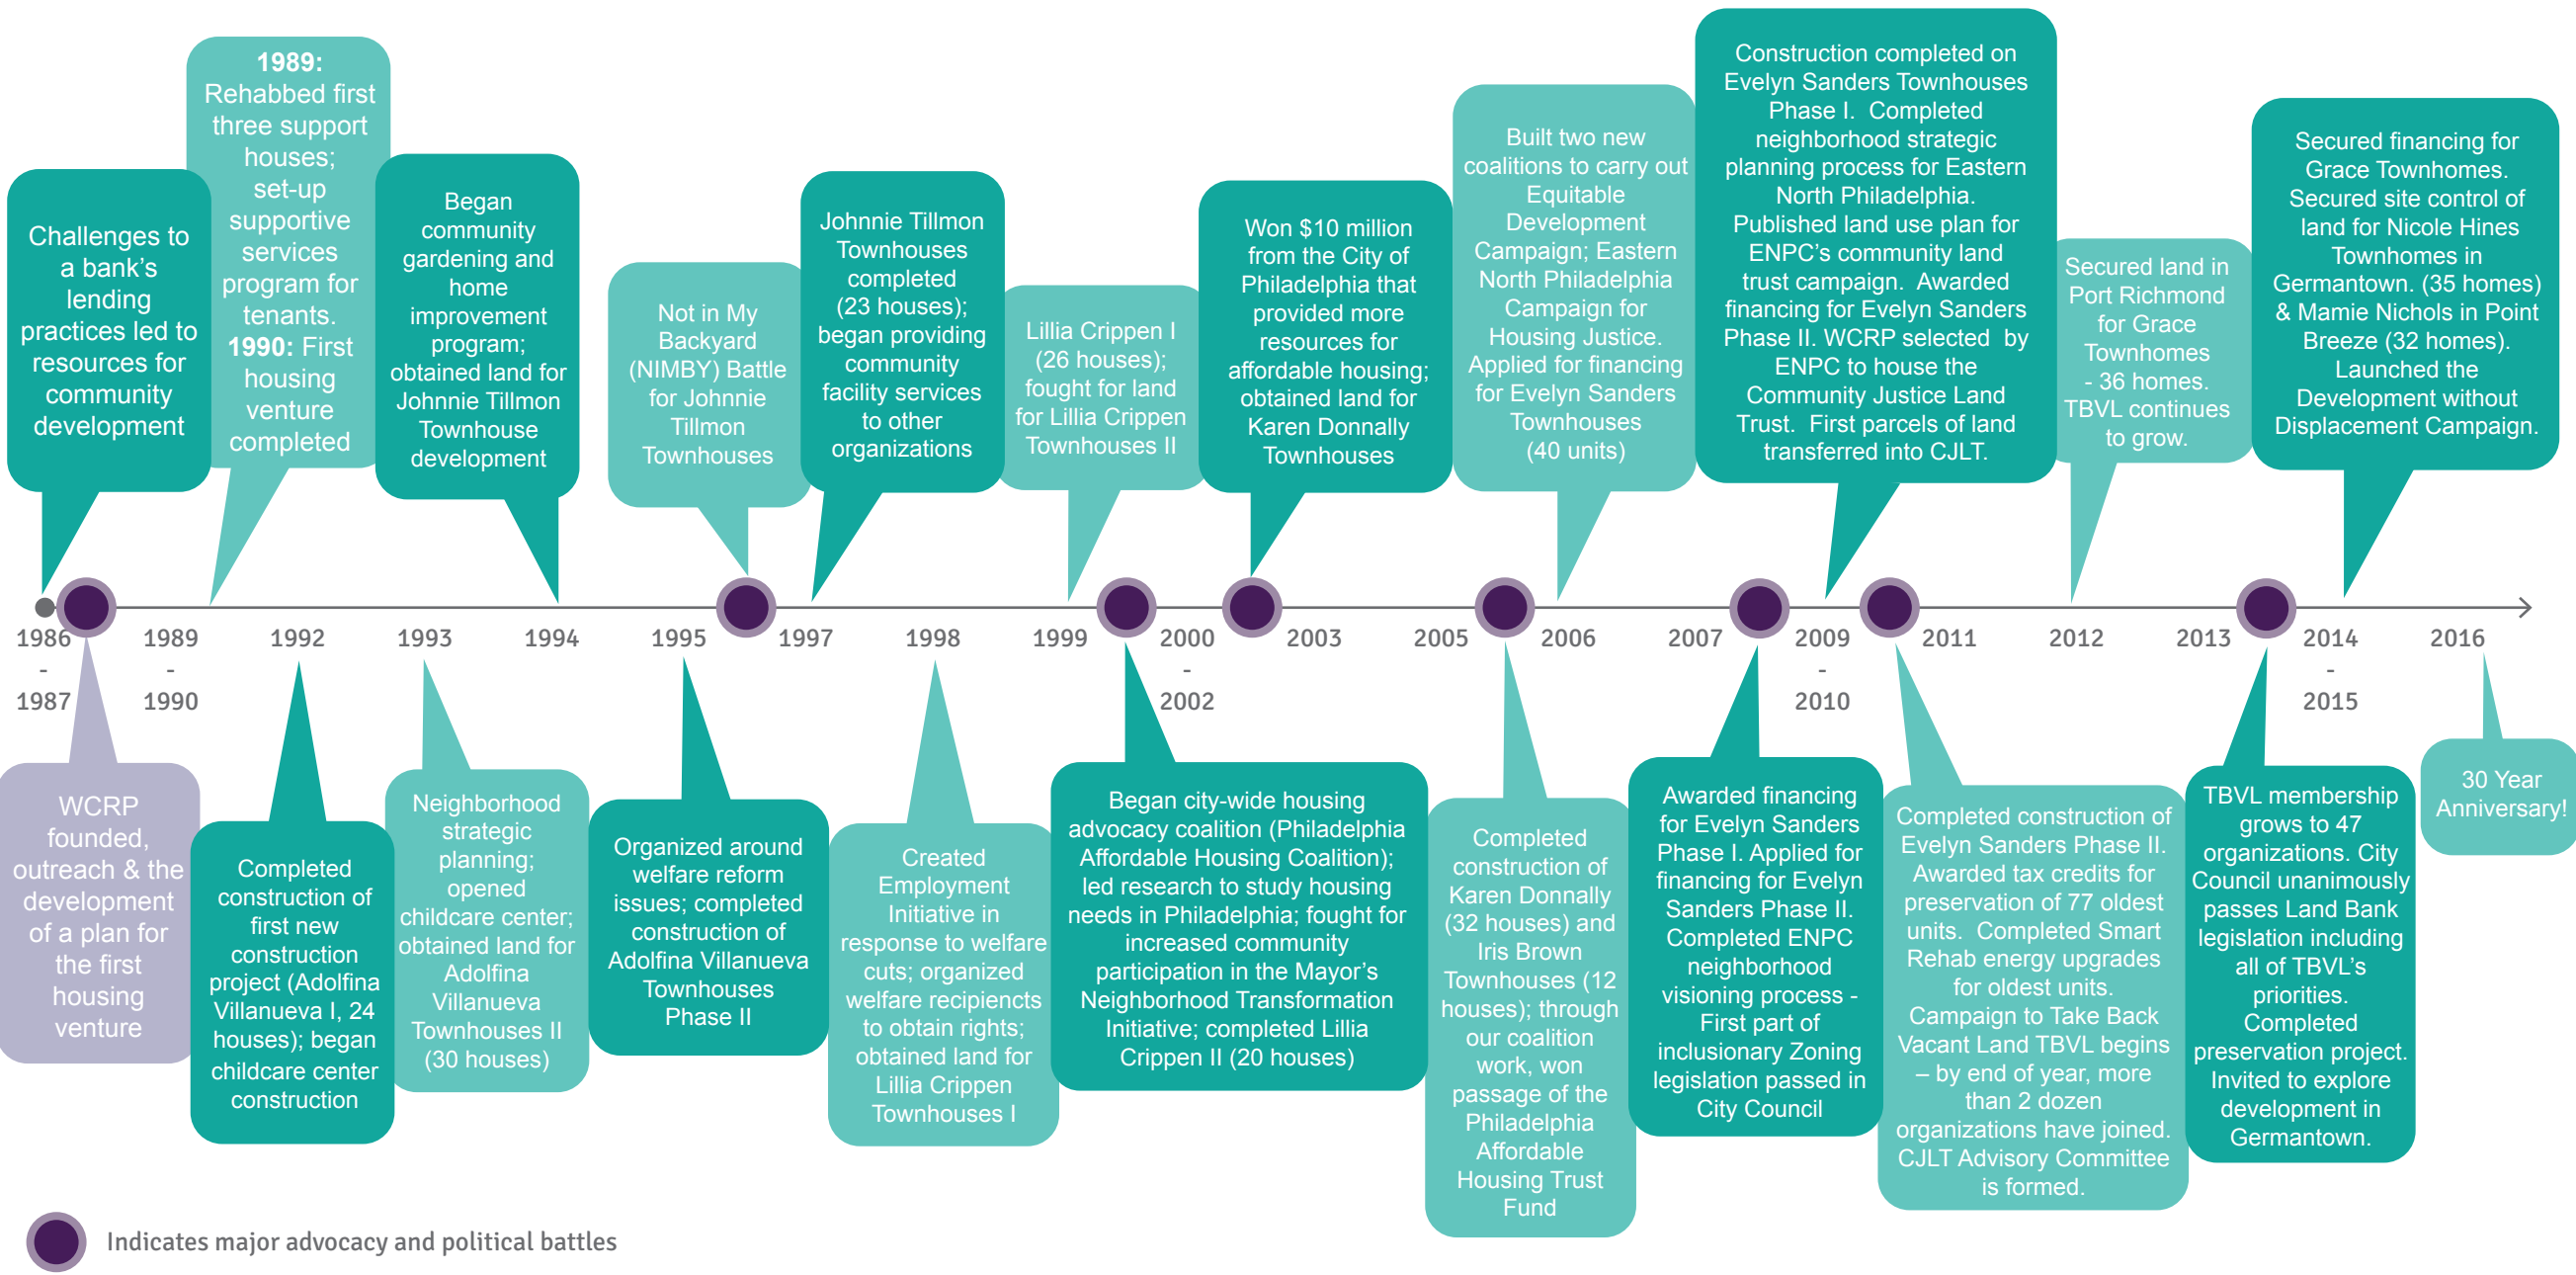 Challenges to
a bank's
lending
practices led to
resources for
community
development
1989:
Rehabbed first
three support
houses;
set-up
supportive
services
program for
tenants.
1990: First
housing
venture
completed
Began
community
gardening and
home
improvement
program;
obtained land for
Johnnie Tillmon
Townhouse
development
Not in My
Backyard
(NIMBY) Battle
for Johnnie
Tillmon
Townhouses
Johnnie Tillmon
Townhouses
completed
(23 houses);
began providing
community
facility services
to other
organizations
Lillia Crippen I
(26 houses);
fought for land
for Lillia Crippen
Townhouses II
Won $10 million
from the City of
Philadelphia that
provided more
resources for
affordable housing;
obtained land for
Karen Donnally
Townhouses
Built two new
coalitions to carry out
Equitable
Development
Campaign; Eastern
North Philadelphia
Campaign for
Housing Justice.
Applied for financing
for Evelyn Sanders
Townhouses
(40 units)
Construction completed on
Evelyn Sanders Townhouses
Phase I. Completed
neighborhood strategic
planning process for Eastern
North Philadelphia.
Published land use plan for
ENPC's community land
trust campaign. Awarded
financing for Evelyn Sanders
Phase II. WCRP selected by
ENPC to house the
Community Justice Land
Trust. First parcels of land
transferred into CJLT.
Secured land in
Port Richmond
for Grace
Townhomes
- 36 homes.
TBVL continues
to grow.
Secured financing for
Grace Townhomes.
Secured site control of
land for Nicole Hines
Townhomes in
Germantown. (35 homes)
& Mamie Nichols in Point
Breeze (32 homes).
Launched the
Development without
Displacement Campaign.
1986
-
1987
1989
-
1990
1992
1993
1994
1995
1997
1998
1999
2000
-
2002
2003
2005
2006
2007
2009
-
2010
2011
2012
2013
2014
-
2015
2016
WCRP
founded,
outreach & the
development
of a plan for
the first
housing
venture
Completed
construction of
first new
construction
project (Adolfina
Villanueva I, 24
houses); began
childcare center
construction
Neighborhood
strategic
planning;
opened
childcare center;
obtained land for
Adolfina
Villanueva
Townhouses II
(30 houses)
Organized around
welfare reform
issues; completed
construction of
Adolfina Villanueva
Townhouses
Phase II
Created
Employment
Initiative in
response to welfare
cuts; organized
welfare recipiencts
to obtain rights;
obtained land for
Lillia Crippen
Townhouses I
Began city-wide housing
advocacy coalition (Philadelphia
Affordable Housing Coalition);
led research to study housing
needs in Philadelphia; fought for
increased community
participation in the Mayor's
Neighborhood Transformation
Initiative; completed Lillia
Crippen II (20 houses)
Completed
construction of
Karen Donnally
(32 houses) and
Iris Brown
Townhouses (12
houses); through
our coalition
work, won
passage of the
Philadelphia
Affordable
Housing Trust
Fund
Awarded financing
for Evelyn Sanders
Phase I. Applied for
financing for Evelyn
Sanders Phase II.
Completed ENPC
neighborhood
visioning process -
First part of
inclusionary Zoning
legislation passed in
City Council
Completed construction of
Evelyn Sanders Phase II.
Awarded tax credits for
preservation of 77 oldest
units. Completed Smart
Rehab energy upgrades
for oldest units.
Campaign to Take Back
Vacant Land TBVL begins
– by end of year, more
than 2 dozen
organizations have joined.
CJLT Advisory Committee
is formed.
TBVL membership
grows to 47
organizations. City
Council unanimously
passes Land Bank
legislation including
all of TBVL's
priorities.
Completed
preservation project.
Invited to explore
development in
Germantown.
30 Year
Anniversary!
Indicates major advocacy and political battles